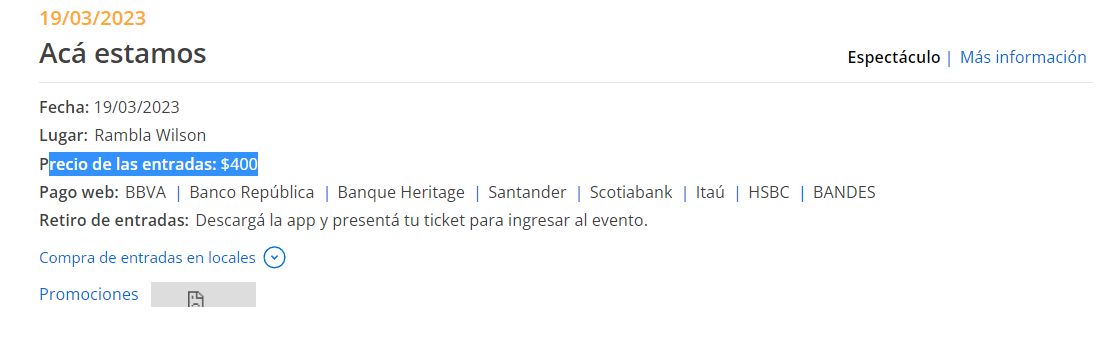 19/03/2023
Acá estamos
Espectáculo | Más información
Fecha: 19/03/2023
Lugar: Rambla Wilson
Precio de las entradas: $400
Pago web: BBVA | Banco República | Banque Heritage | Santander | Scotiabank | Itaú | HSBC | BANDES
Retiro de entradas: Descargá la app y presentá tu ticket para ingresar al evento.
Compra de entradas en locales
Promociones